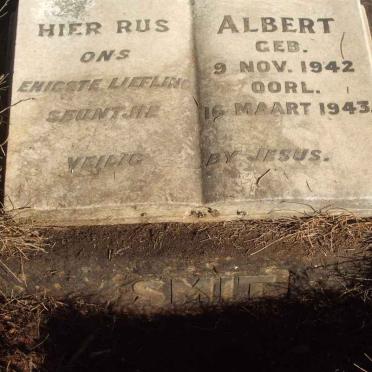 HIER RUS
ONS
ENIGSTE LIEFLING
SEUNTJIE
VEILIG
ALBERT
GEB.
9 NOV. 1942
OORL.
16 MAART 1943.
BY JESUS.
SMIT